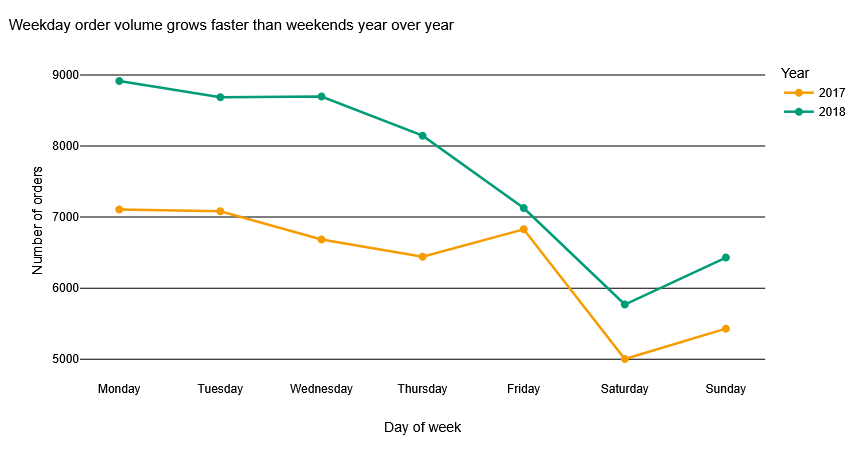 Weekday order volume grows faster than weekends year over year
Year
2017
2018
Number of orders
9000
8000
7000
6000
5000
Monday Tuesday Wednesday Thursday Friday Saturday Sunday
Day of week